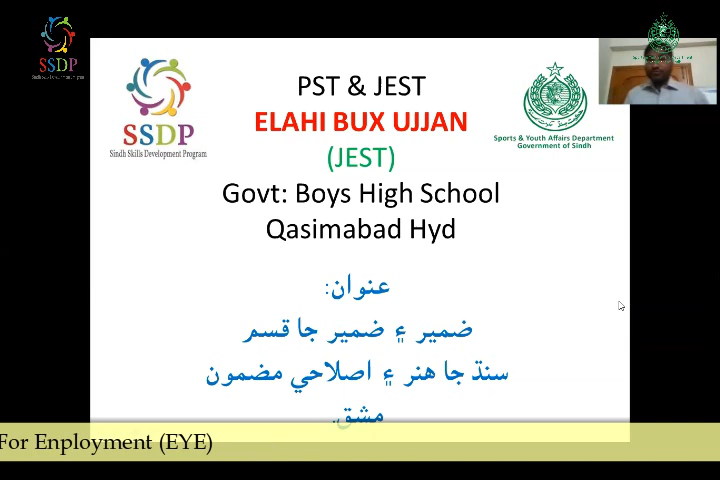 SSDP
PST & JEST
ELAHI BUX UJJAN
(JEST)
Govt: Boys High School
Qasimabad Hyd
SSDP
Sindh Skills Development Program
Sports & Youth Affairs Department
Government of Sindh
عنوان:
ضمير ۽ ضمير جا قسم
سنڌ جا هنر ۽ اصلاحي مضمون
مشق.
For Enployment (EYE)